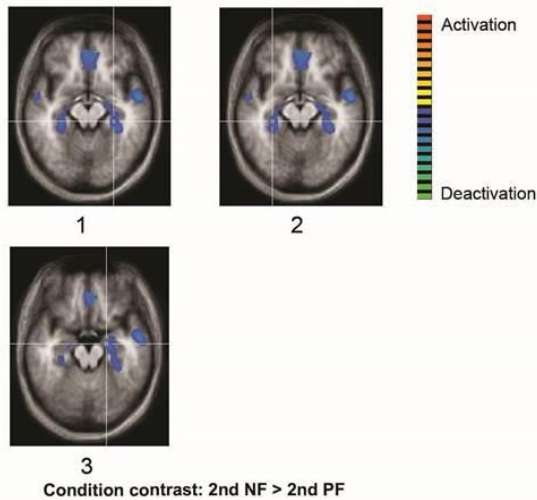 Activation
Deactivation
1
2
3
Condition contrast: 2nd NF > 2nd PF